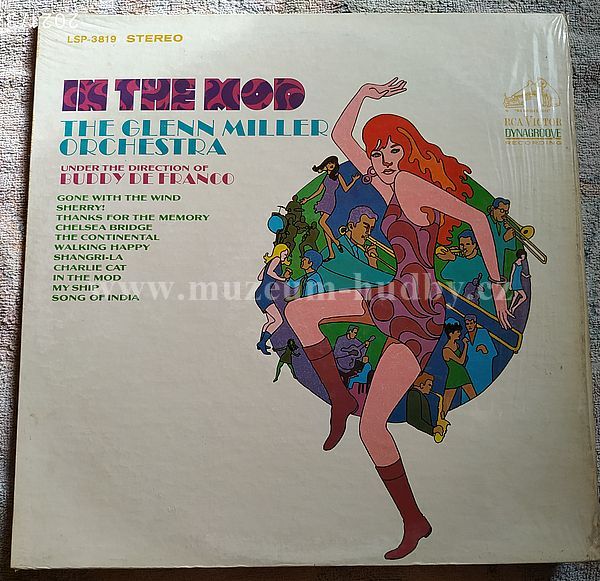 LSP-3819 STEREO
IN THE MOD
THE GLENN MILLER
ORCHESTRA
UNDER THE DIRECTION OF
BUDDY DE FRANCO
GONE WITH THE WIND
SHERRY!
THANKS FOR THE MEMORY
CHELSEA BRIDGE
THE CONTINENTAL
WALKING HAPPY
SHANGRI-LA
CHARLIE CAT
IN THE MOD
MY SHIP
SONG OF INDIA
RCA VICTOR
DYNAGROOVE
RECORDING
www.muzeum-hudby.cz